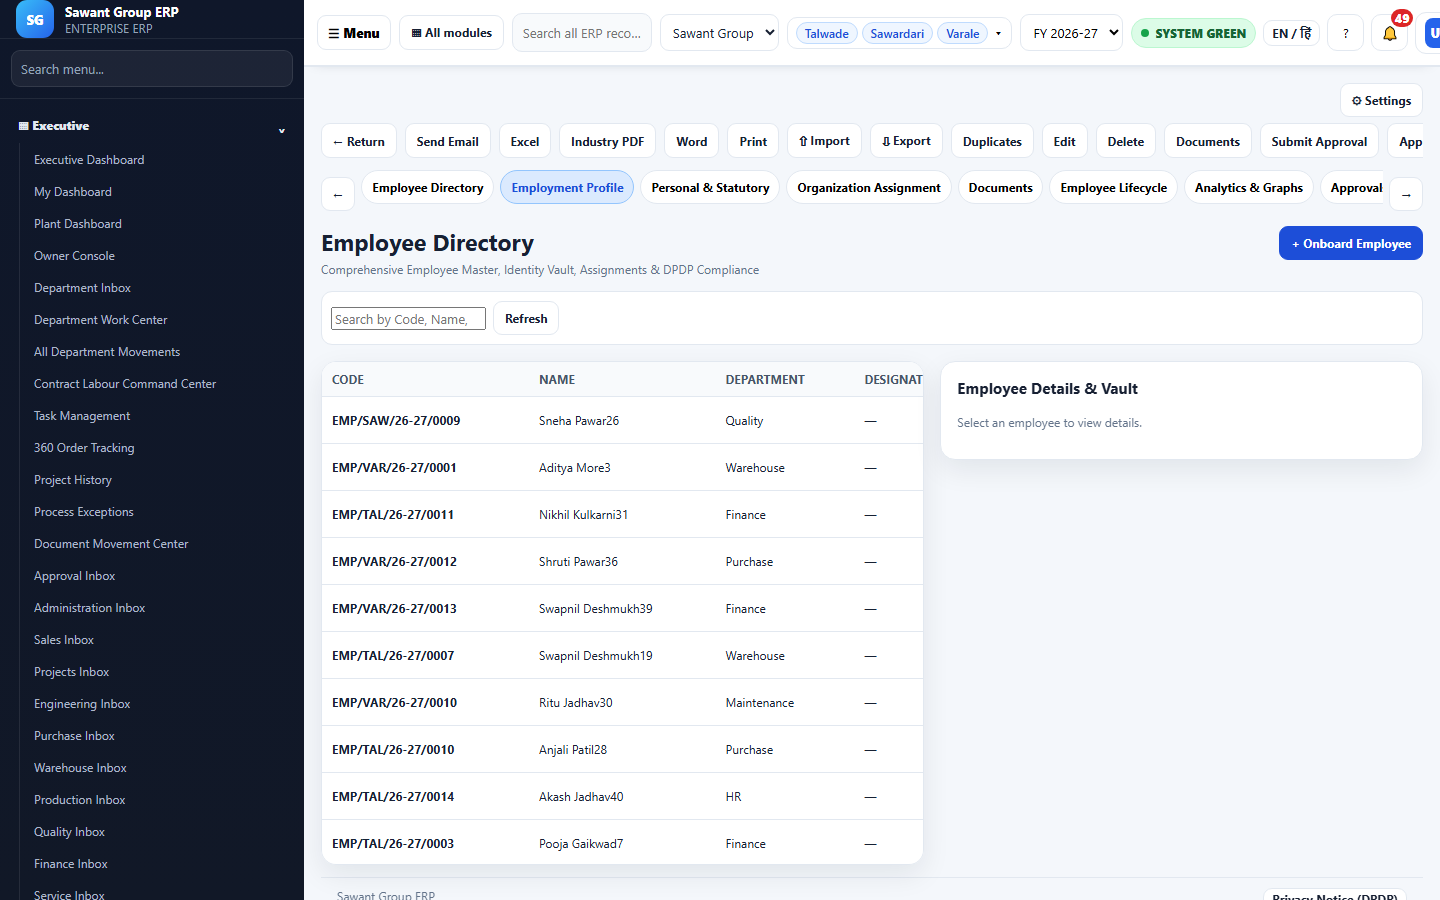 SG
Sawant Group ERP
ENTERPRISE ERP
Search menu...
Executive
Executive Dashboard
My Dashboard
Plant Dashboard
Owner Console
Department Inbox
Department Work Center
All Department Movements
Contract Labour Command Center
Task Management
360 Order Tracking
Project History
Process Exceptions
Document Movement Center
Approval Inbox
Administration Inbox
Sales Inbox
Projects Inbox
Engineering Inbox
Purchase Inbox
Warehouse Inbox
Production Inbox
Quality Inbox
Finance Inbox
Service Inbox
☰ Menu
All modules
Search all ERP reco...
Sawant Group
Talwade Sawardari Varale
FY 2026-27
SYSTEM GREEN
EN / हिं
?
49
U
⚙ Settings
← Return
Send Email
Excel
Industry PDF
Word
Print
⇧ Import
⇩ Export
Duplicates
Edit
Delete
Documents
Submit Approval
App
←
Employee Directory
Employment Profile
Personal & Statutory
Organization Assignment
Documents
Employee Lifecycle
Analytics & Graphs
Approval
→
Employee Directory
+ Onboard Employee
Comprehensive Employee Master, Identity Vault, Assignments & DPDP Compliance
Search by Code, Name,
Refresh
CODE NAME DEPARTMENT DESIGNAT
EMP/SAW/26-27/0009 Sneha Pawar26 Quality —
EMP/VAR/26-27/0001 Aditya More3 Warehouse —
EMP/TAL/26-27/0011 Nikhil Kulkarni31 Finance —
EMP/VAR/26-27/0012 Shruti Pawar36 Purchase —
EMP/VAR/26-27/0013 Swapnil Deshmukh39 Finance —
EMP/TAL/26-27/0007 Swapnil Deshmukh19 Warehouse —
EMP/VAR/26-27/0010 Ritu Jadhav30 Maintenance —
EMP/TAL/26-27/0010 Anjali Patil28 Purchase —
EMP/TAL/26-27/0014 Akash Jadhav40 HR —
EMP/TAL/26-27/0003 Pooja Gaikwad7 Finance —
Employee Details & Vault
Select an employee to view details.
Sawant Group ERP
Privacy Notice (DPDP)